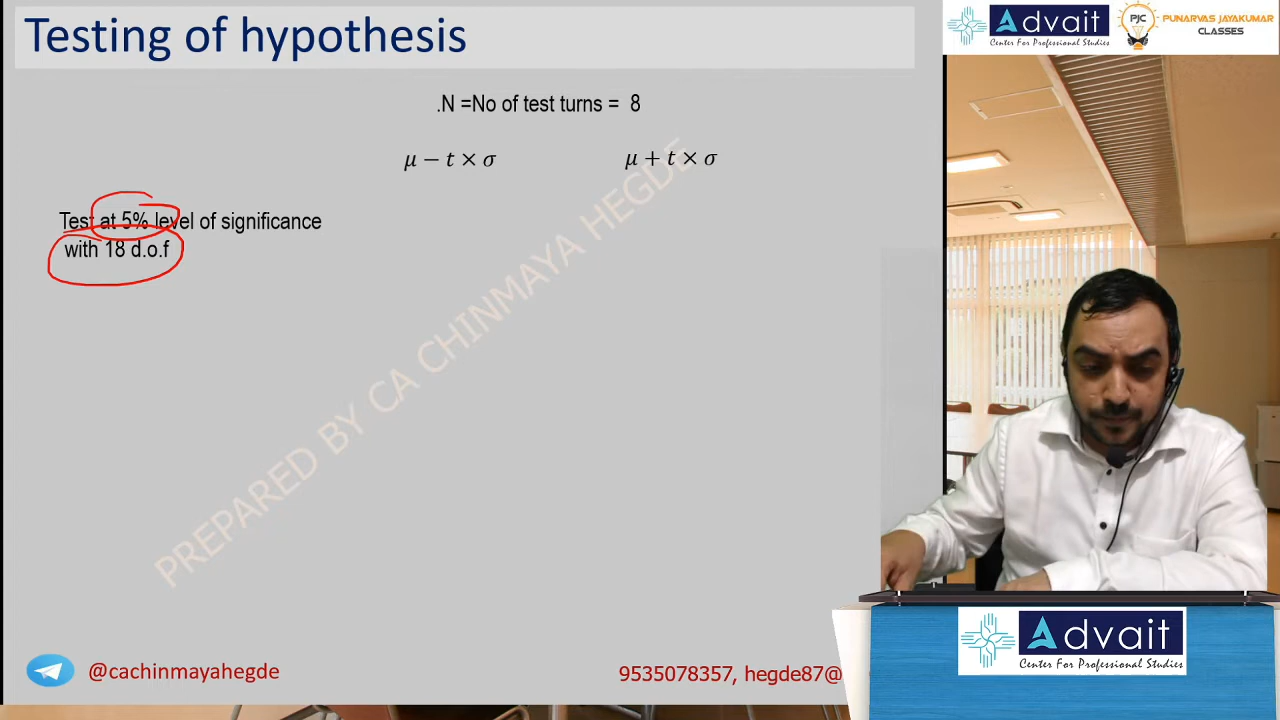 Testing of hypothesis
Advait
Center For Professional Studies
PJC
PUNARVAS JAYAKUMAR
CLASSES
.N =No of test turns = 8
μ − t × σ
μ + t × σ
Test at 5% level of significance
with 18 d.o.f
PREPARED BY CA CHINMAYA HEGDE
@cachinmayahegde
9535078357, hegde87@
Advait
Center For Professional Studies